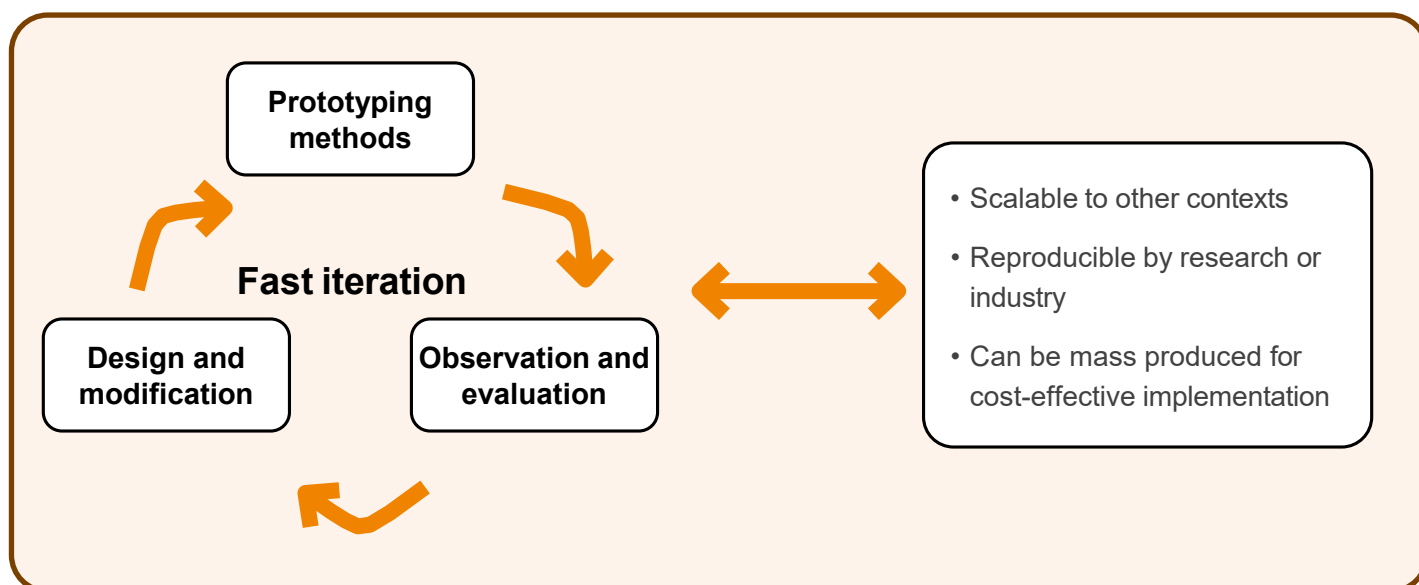 Prototyping
methods
Fast iteration
Design and
modification
Observation and
evaluation
• Scalable to other contexts
• Reproducible by research or
industry
• Can be mass produced for
cost-effective implementation